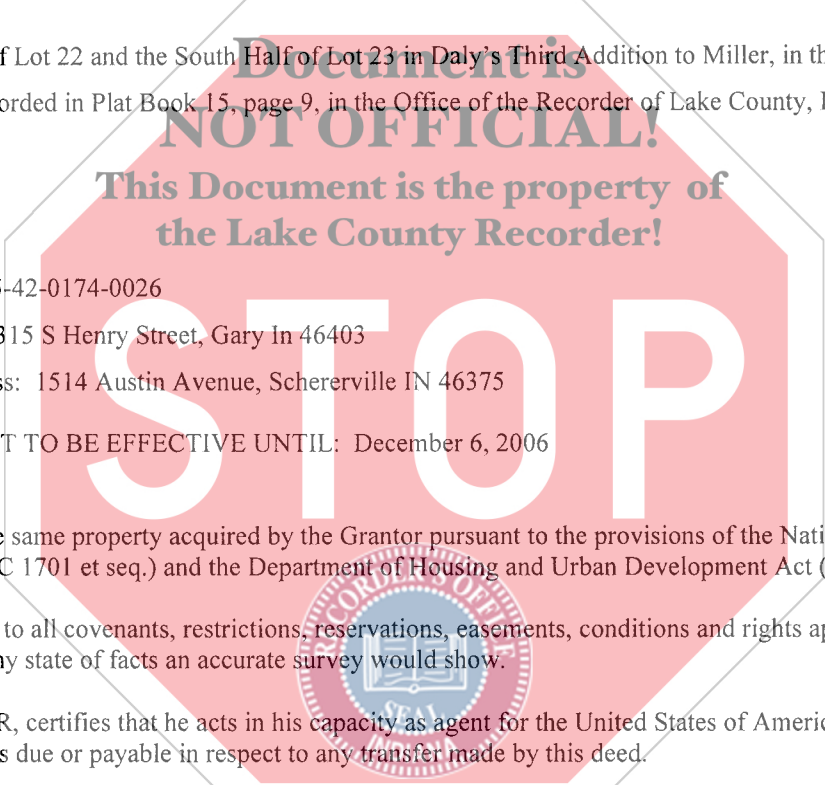 Document is
f Lot 22 and the South Half of Lot 23 in Daly's Third Addition to Miller, in th
orded in Plat Book 15, page 9, in the Office of the Recorder of Lake County, I
NOT OFFICIAL!
This Document is the property of
the Lake County Recorder!
-42-0174-0026
315 S Henry Street, Gary In 46403
ss: 1514 Austin Avenue, Schererville IN 46375
STOP
T TO BE EFFECTIVE UNTIL: December 6, 2006
e same property acquired by the Grantor pursuant to the provisions of the Nati
C 1701 et seq.) and the Department of Housing and Urban Development Act (
RECORDER'S OFFICE
to all covenants, restrictions, reservations, easements, conditions and rights ap
ny state of facts an accurate survey would show.
SEAL
R, certifies that he acts in his capacity as agent for the United States of Americ
s due or payable in respect to any transfer made by this deed.